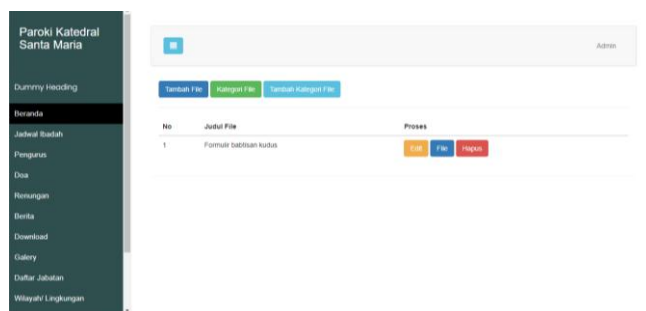 Paroki Katedral
Santa Maria
Admin
Dummy Heading
Tambah File Kategori File Tambah Kategori File
Beranda
Jadwal Ibadah
Pengurus
Doa
Renungan
Berita
Download
Galery
Daftar Jabatan
Wilayah/ Lingkungan
No Judul File Proses
1 Formulir babtisan kudus Edit File Hapus